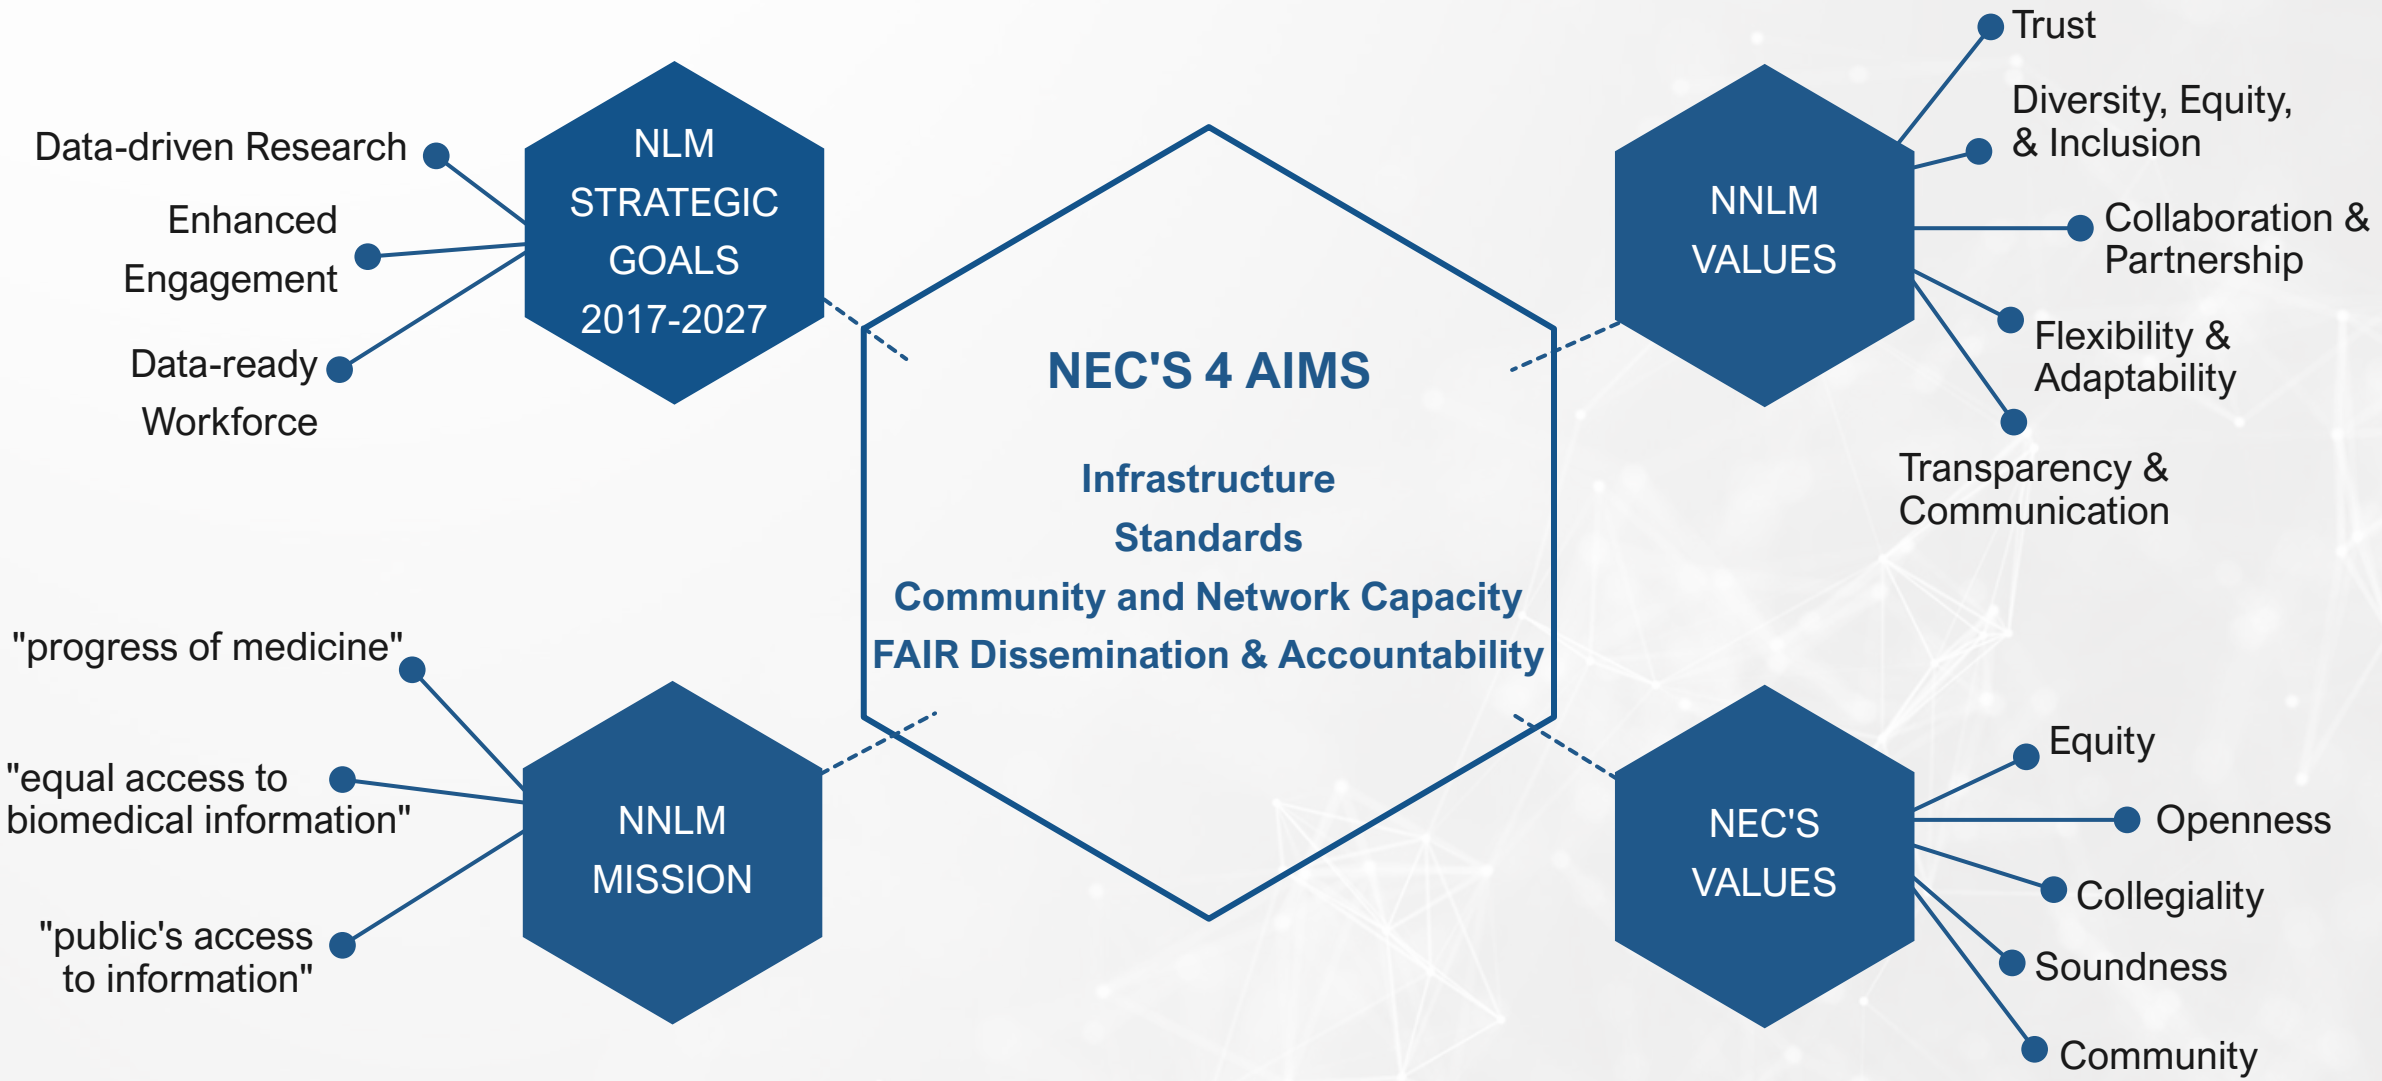 Data-driven Research
Enhanced
Engagement
Data-ready
Workforce
NLM
STRATEGIC
GOALS
2017-2027
NEC'S 4 AIMS
Infrastructure
Standards
Community and Network Capacity
FAIR Dissemination & Accountability
NNLM
VALUES
Trust
Diversity, Equity,
& Inclusion
Collaboration &
Partnership
Flexibility &
Adaptability
Transparency &
Communication
"progress of medicine"
"equal access to
biomedical information"
"public's access
to information"
NNLM
MISSION
NEC'S
VALUES
Equity
Openness
Collegiality
Soundness
Community